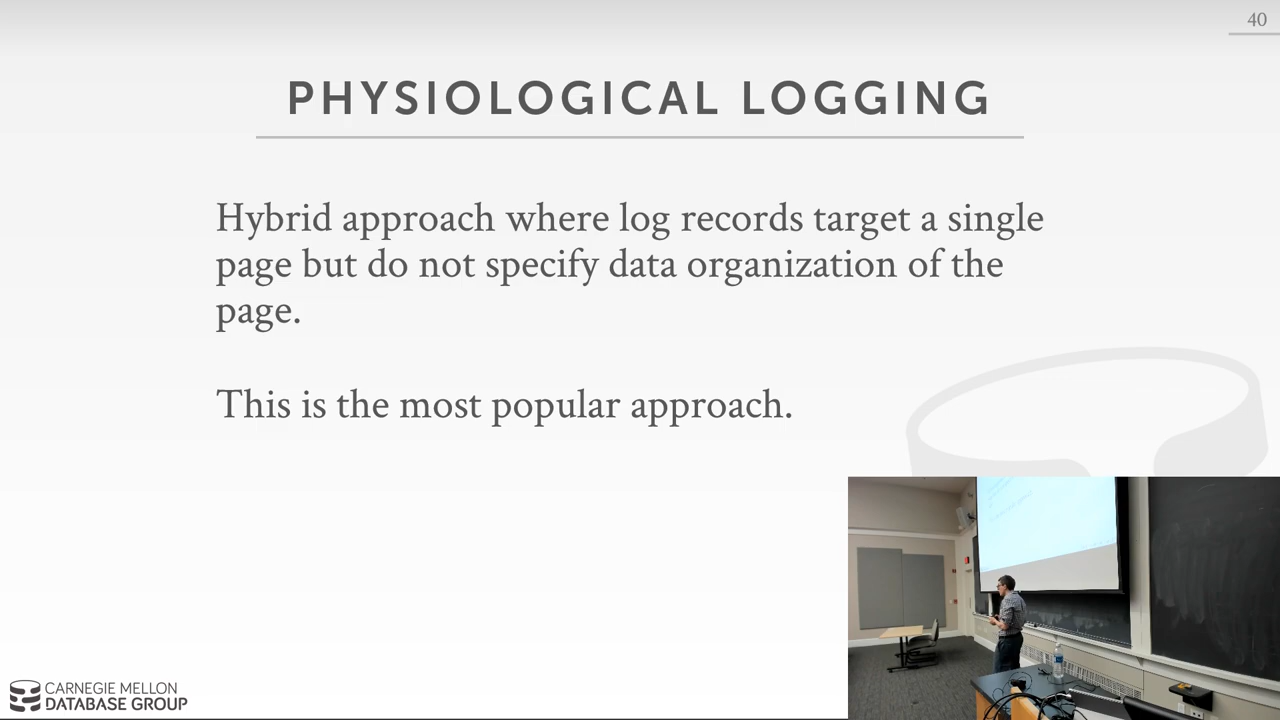 40
PHYSIOLOGICAL LOGGING
Hybrid approach where log records target a single
page but do not specify data organization of the
page.
This is the most popular approach.
CARNEGIE MELLON
DATABASE GROUP